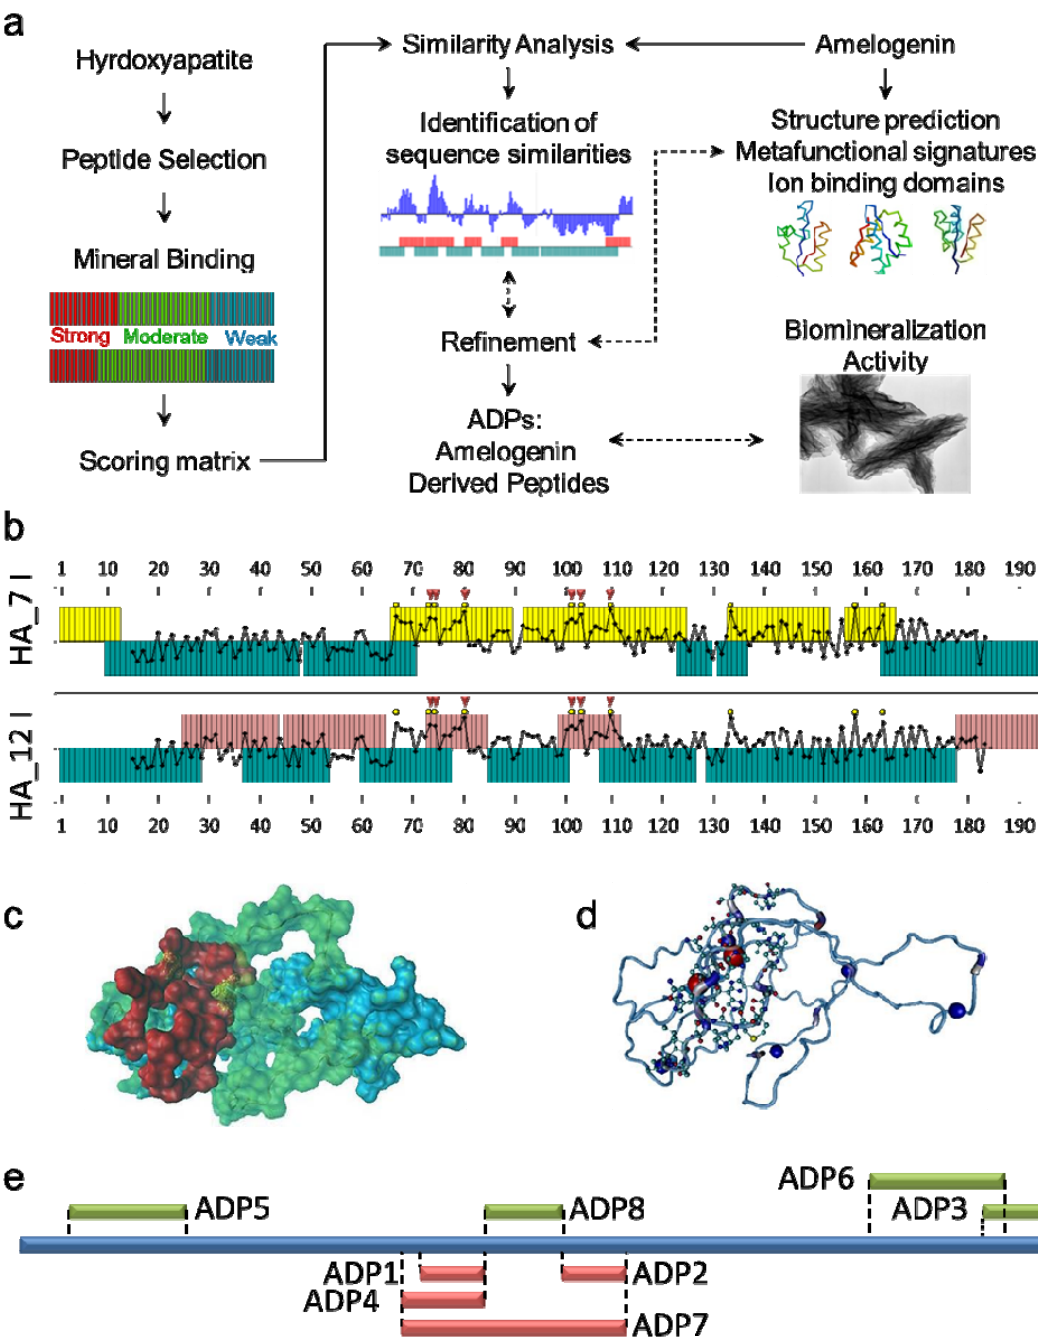 a
Hyrdoxyapatite
Peptide Selection
Mineral Binding
Strong Moderate Weak
Scoring matrix
Similarity Analysis
Identification of
sequence similarities
Refinement
ADPs:
Amelogenin
Derived Peptides
Amelogenin
Structure prediction
Metafunctional signatures
Ion binding domains
Biomineralization
Activity
b
1 10 20 30 40 50 60 70 80 90 100 110 120 130 140 150 160 170 180 190
HA_7 I
HA_12 I
1 10 20 30 40 50 60 70 80 90 100 110 120 130 140 150 160 170 180 190
c
d
e
ADP6
ADP5 ADP8 ADP3
ADP1 ADP2
ADP4
ADP7